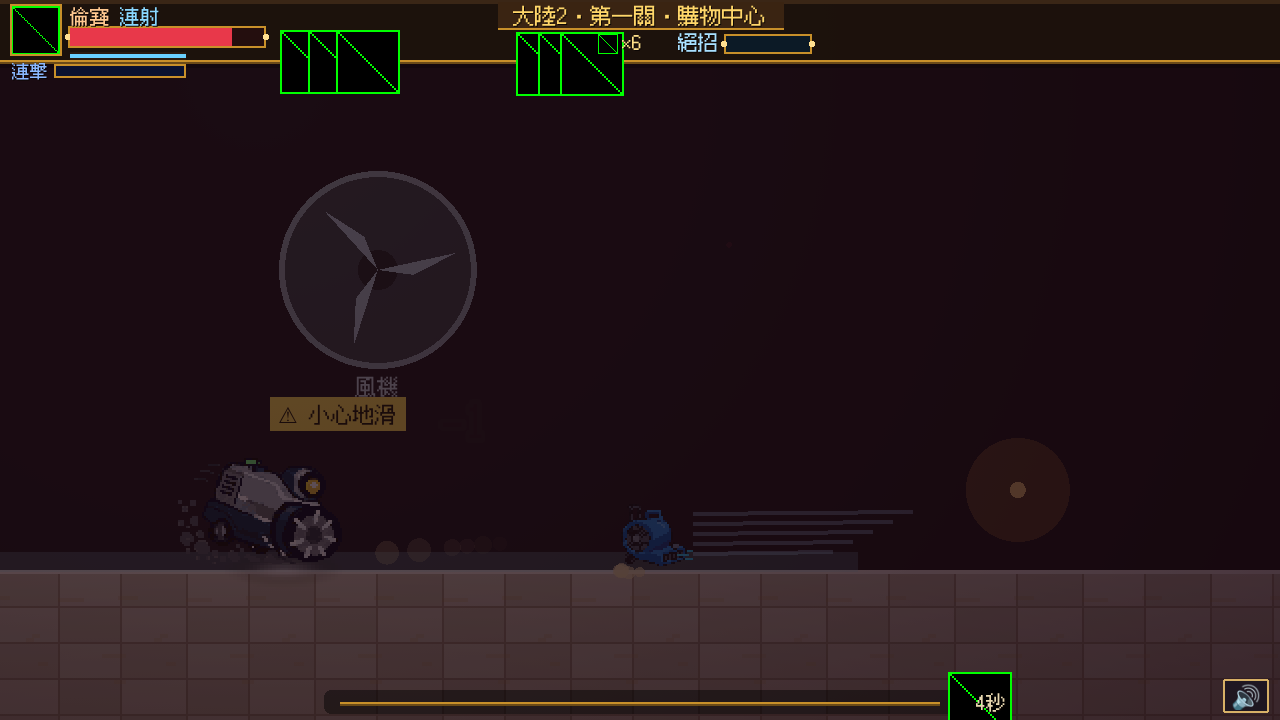 倫寶 連射
大陸2·第一關·購物中心
×6 絕招
連擊
風機
⚠ 小心地滑
4秒